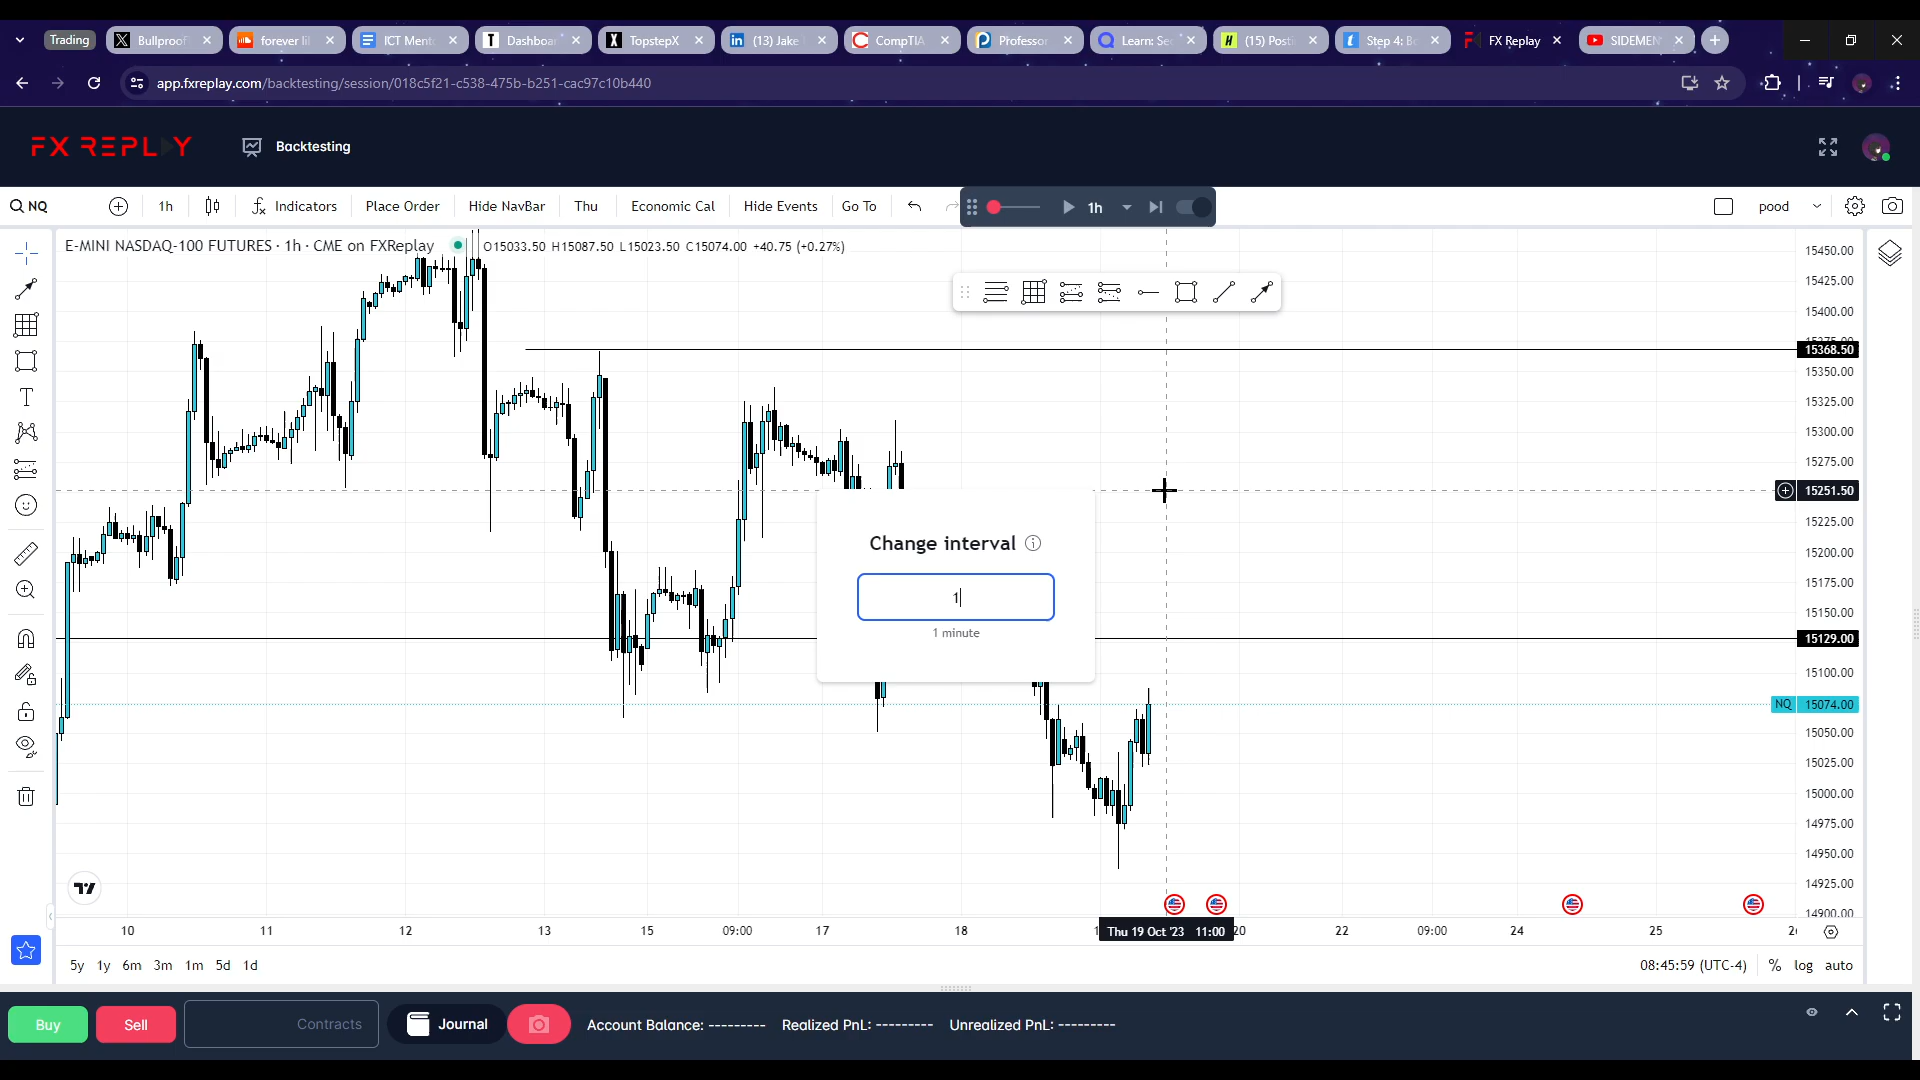 Trading
Bullproof
forever li
ICT Ment
Dashboar
TopstepX
(13) Jake
CompTIA
Professor
Learn: Se
(15) Posti
Step 4: B
FX Replay
SIDEMEN
app.fxreplay.com/backtesting/session/018c5f21-c538-475b-b251-cac97c10b440
FX REPLAY
Backtesting
NQ
1h
Indicators
Place Order
Hide NavBar
Thu
Economic Cal
Hide Events
Go To
1h
pood
E-MINI NASDAQ-100 FUTURES · 1h · CME on FXReplay
O15033.50 H15087.50 L15023.50 C15074.00 +40.75 (+0.27%)
15450.00
15425.00
15400.00
15368.50
15350.00
15325.00
15300.00
15275.00
15251.50
15225.00
15200.00
15175.00
15150.00
15129.00
15100.00
NQ 15074.00
15050.00
15025.00
15000.00
14975.00
14950.00
14925.00
14900.00
Change interval
1
1 minute
10
11
12
13
15
09:00
17
18
Thu 19 Oct '23 11:00
20
22
09:00
24
25
5y 1y 6m 3m 1m 5d 1d
08:45:59 (UTC-4)
% log auto
Buy
Sell
Contracts
Journal
Account Balance: ---------
Realized PnL: ---------
Unrealized PnL: ---------